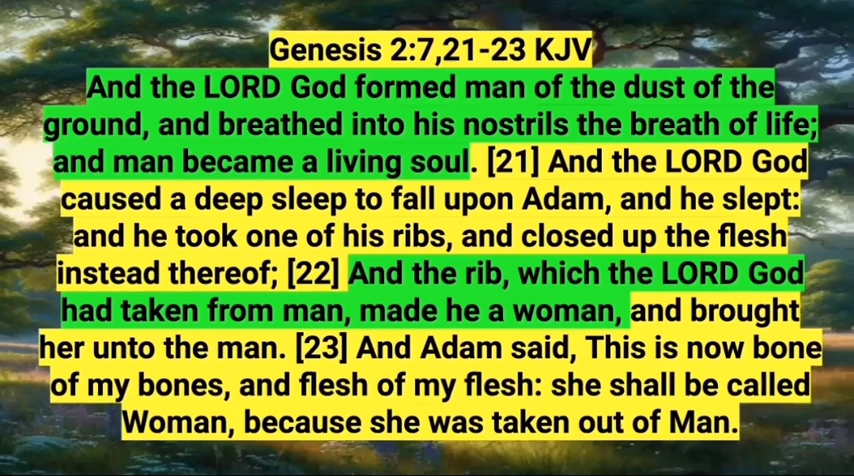 Genesis 2:7,21-23 KJV
And the LORD God formed man of the dust of the
ground, and breathed into his nostrils the breath of life;
and man became a living soul. [21] And the LORD God
caused a deep sleep to fall upon Adam, and he slept:
and he took one of his ribs, and closed up the flesh
instead thereof; [22] And the rib, which the LORD God
had taken from man, made he a woman, and brought
her unto the man. [23] And Adam said, This is now bone
of my bones, and flesh of my flesh: she shall be called
Woman, because she was taken out of Man.